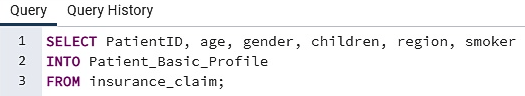 Query Query History
1 SELECT PatientID, age, gender, children, region, smoker
2 INTO Patient_Basic_Profile
3 FROM insurance_claim;